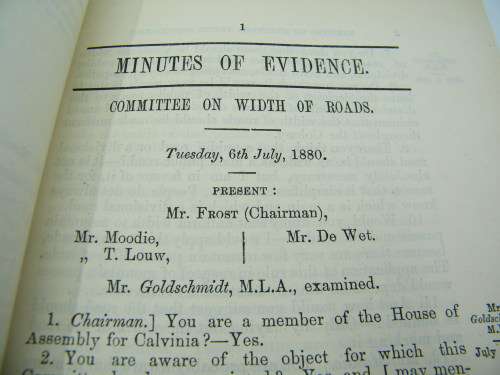 1
MINUTES OF EVIDENCE.
COMMITTEE ON WIDTH OF ROADS.
Tuesday, 6th July, 1880.
PRESENT :
Mr. FROST (Chairman),
Mr. Moodie,
„ T. Louw,
Mr. De Wet.
Mr. Goldschmidt, M.L.A., examined.
1. Chairman.] You are a member of the House of
Assembly for Calvinia?—Yes.
2. You are aware of the object for which this
Mr.
July